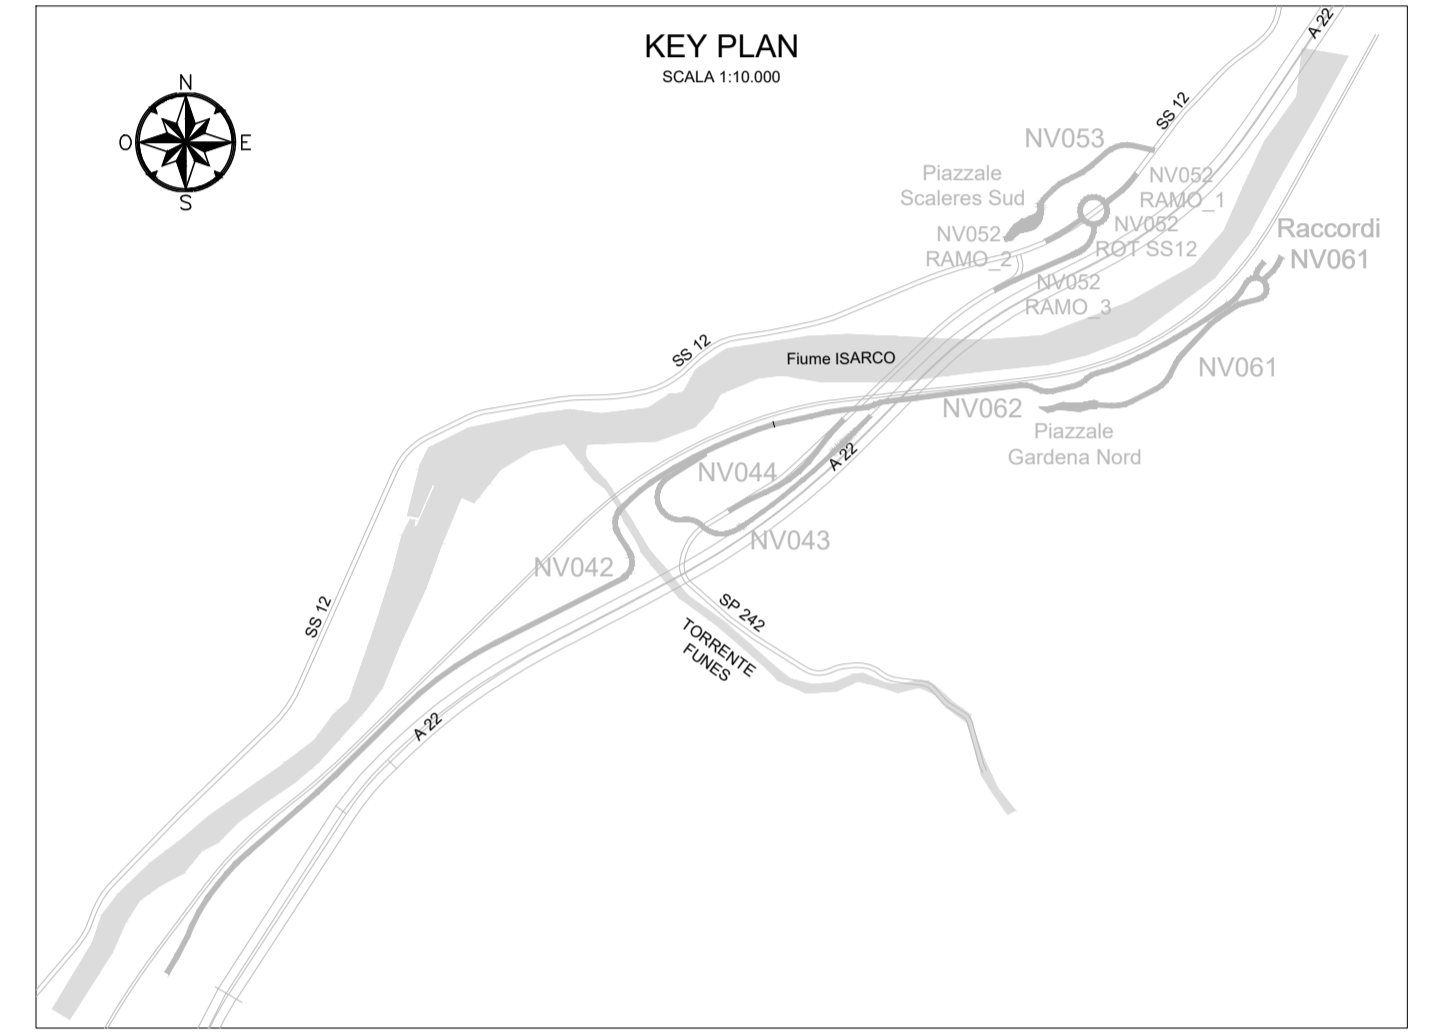 KEY PLAN
SCALA 1:10.000
A 22
N
O
E
S
SS 12
NV053
Piazzale
Scaleres Sud
NV052
RAMO_1
NV052
ROT SS12
NV052
RAMO_2
Raccordi
NV061
NV052
RAMO_3
SS 12
Fiume ISARCO
NV061
NV062
Piazzale
Gardena Nord
A 22
NV044
NV043
NV042
SS 12
SP 242
TORRENTE
FUNES
A 22